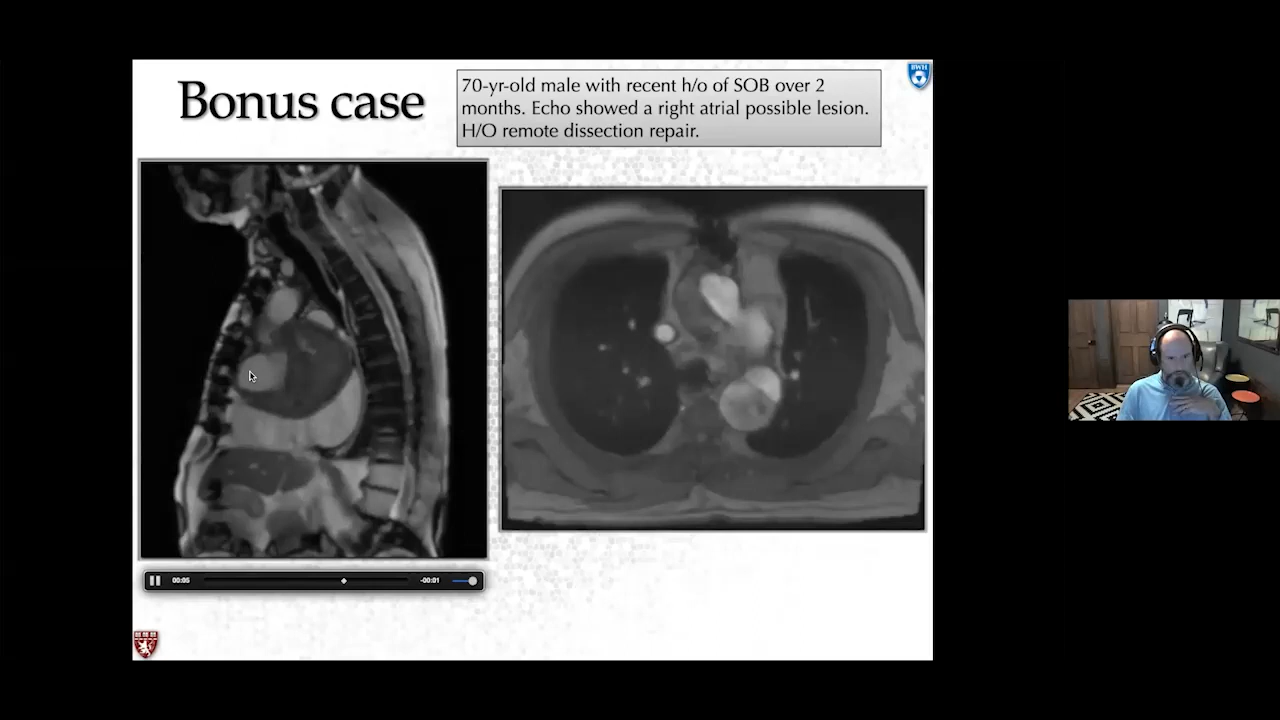 Bonus case
70-yr-old male with recent h/o of SOB over 2
months. Echo showed a right atrial possible lesion.
H/O remote dissection repair.
BWH
00:05
-00:01